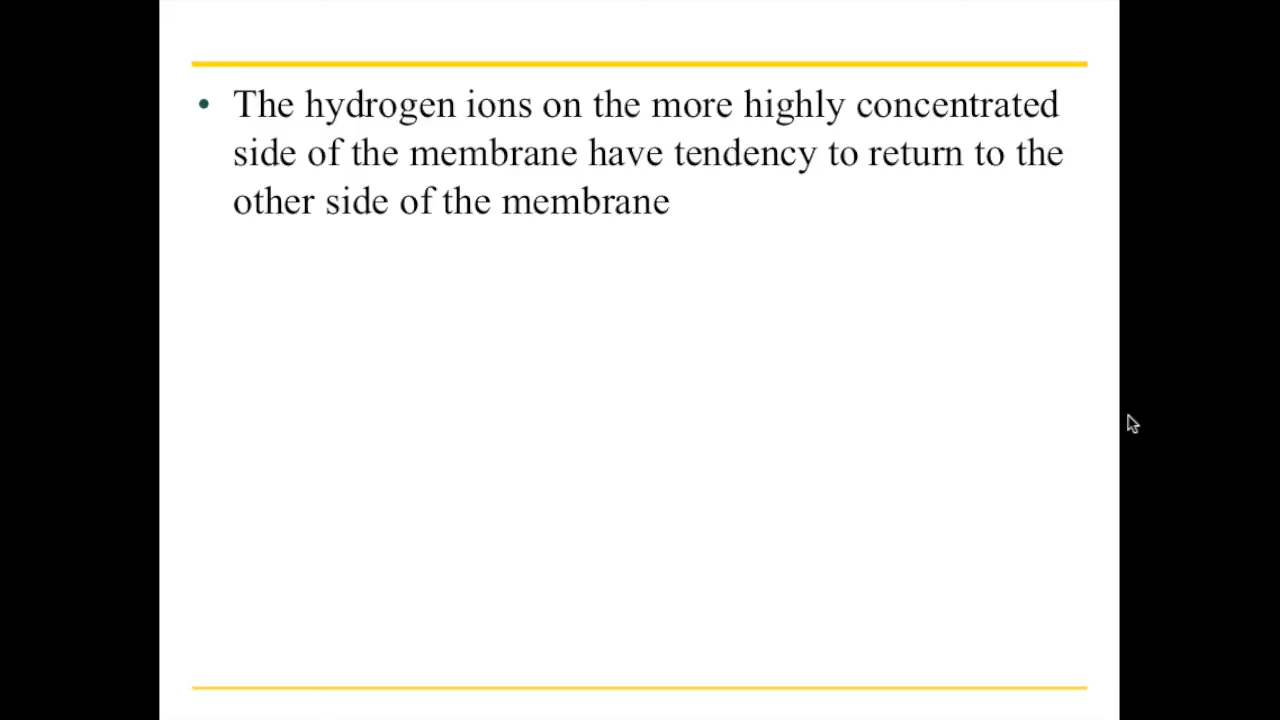 • The hydrogen ions on the more highly concentrated
side of the membrane have tendency to return to the
other side of the membrane